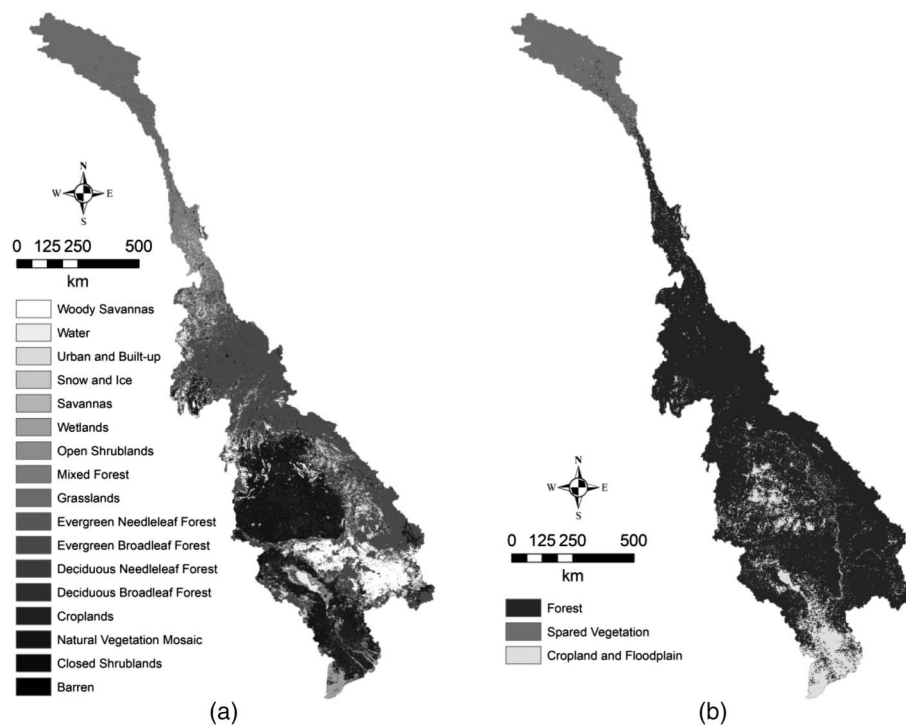 N
W E
S
0 125 250 500
km
Woody Savannas
Water
Urban and Built-up
Snow and Ice
Savannas
Wetlands
Open Shrublands
Mixed Forest
Grasslands
Evergreen Needleleaf Forest
Evergreen Broadleaf Forest
Deciduous Needleleaf Forest
Deciduous Broadleaf Forest
Croplands
Natural Vegetation Mosaic
Closed Shrublands
Barren
(a)
N
W E
S
0 125 250 500
km
Forest
Spared Vegetation
Cropland and Floodplain
(b)